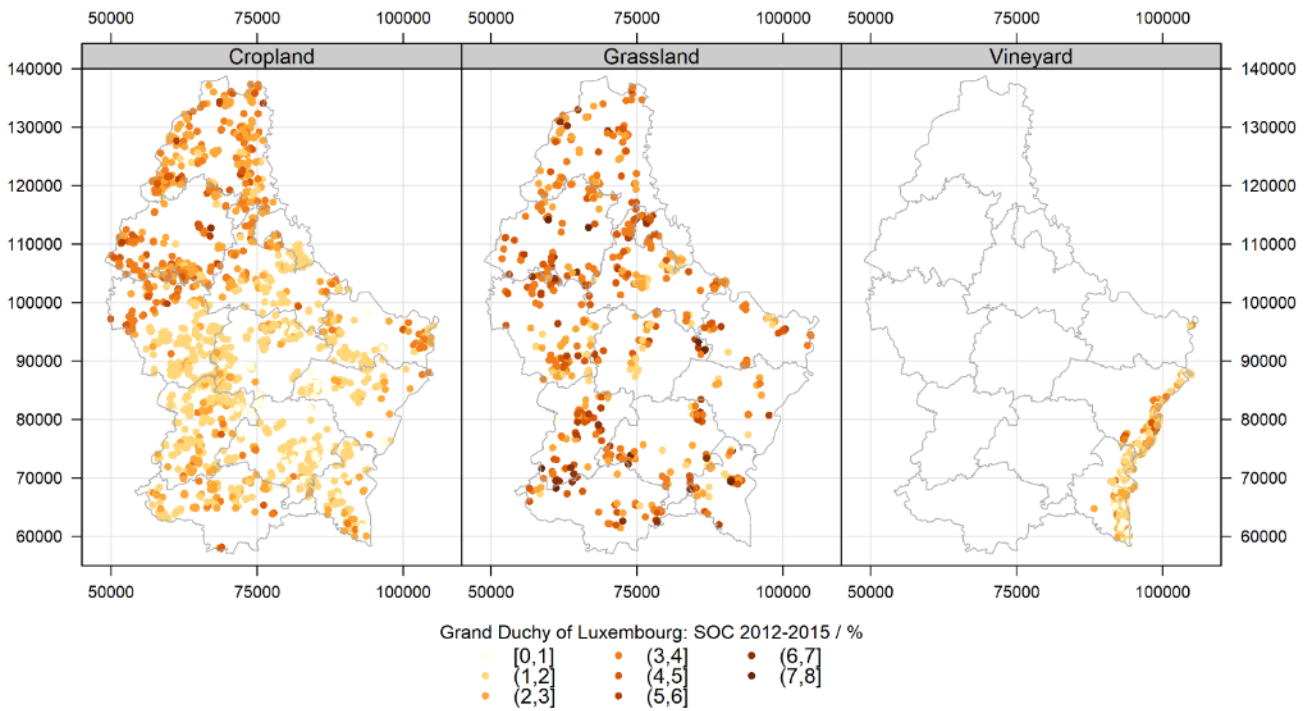 50000 75000 100000 50000 75000 100000 50000 75000 100000
Cropland Grassland Vineyard
140000 140000
130000 130000
120000 120000
110000 110000
100000 100000
90000 90000
80000 80000
70000 70000
60000 60000
50000 75000 100000 50000 75000 100000 50000 75000 100000
Grand Duchy of Luxembourg: SOC 2012-2015 / %
[0,1] (3,4] (6,7]
(1,2] (4,5] (7,8]
(2,3] (5,6]